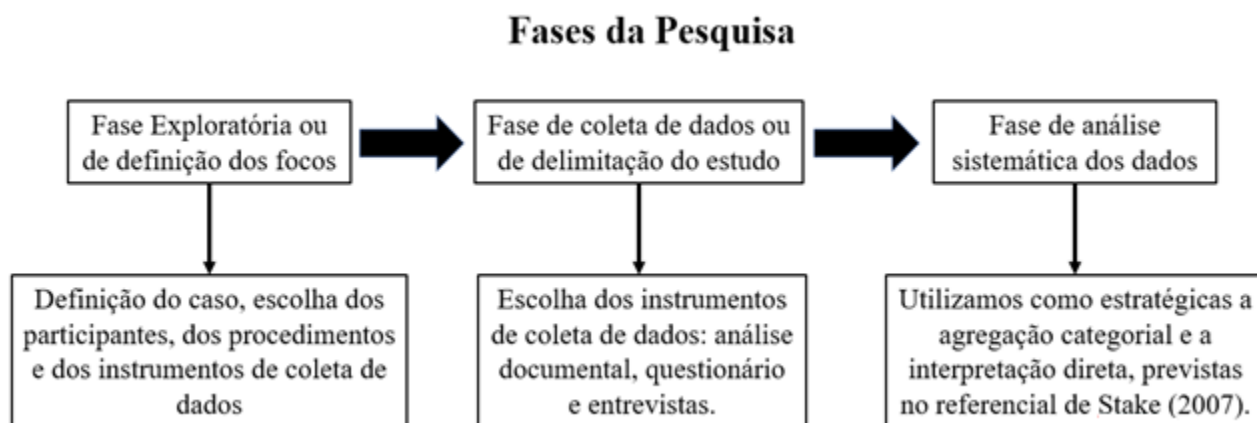 Fases da Pesquisa
Fase Exploratória ou
de definição dos focos
Fase de coleta de dados ou
de delimitação do estudo
Fase de análise
sistemática dos dados
Definição do caso, escolha dos
participantes, dos procedimentos
e dos instrumentos de coleta de
dados
Escolha dos instrumentos
de coleta de dados: análise
documental, questionário
e entrevistas.
Utilizamos como estratégicas a
agregação categorial e a
interpretação direta, previstas
no referencial de Stake (2007).